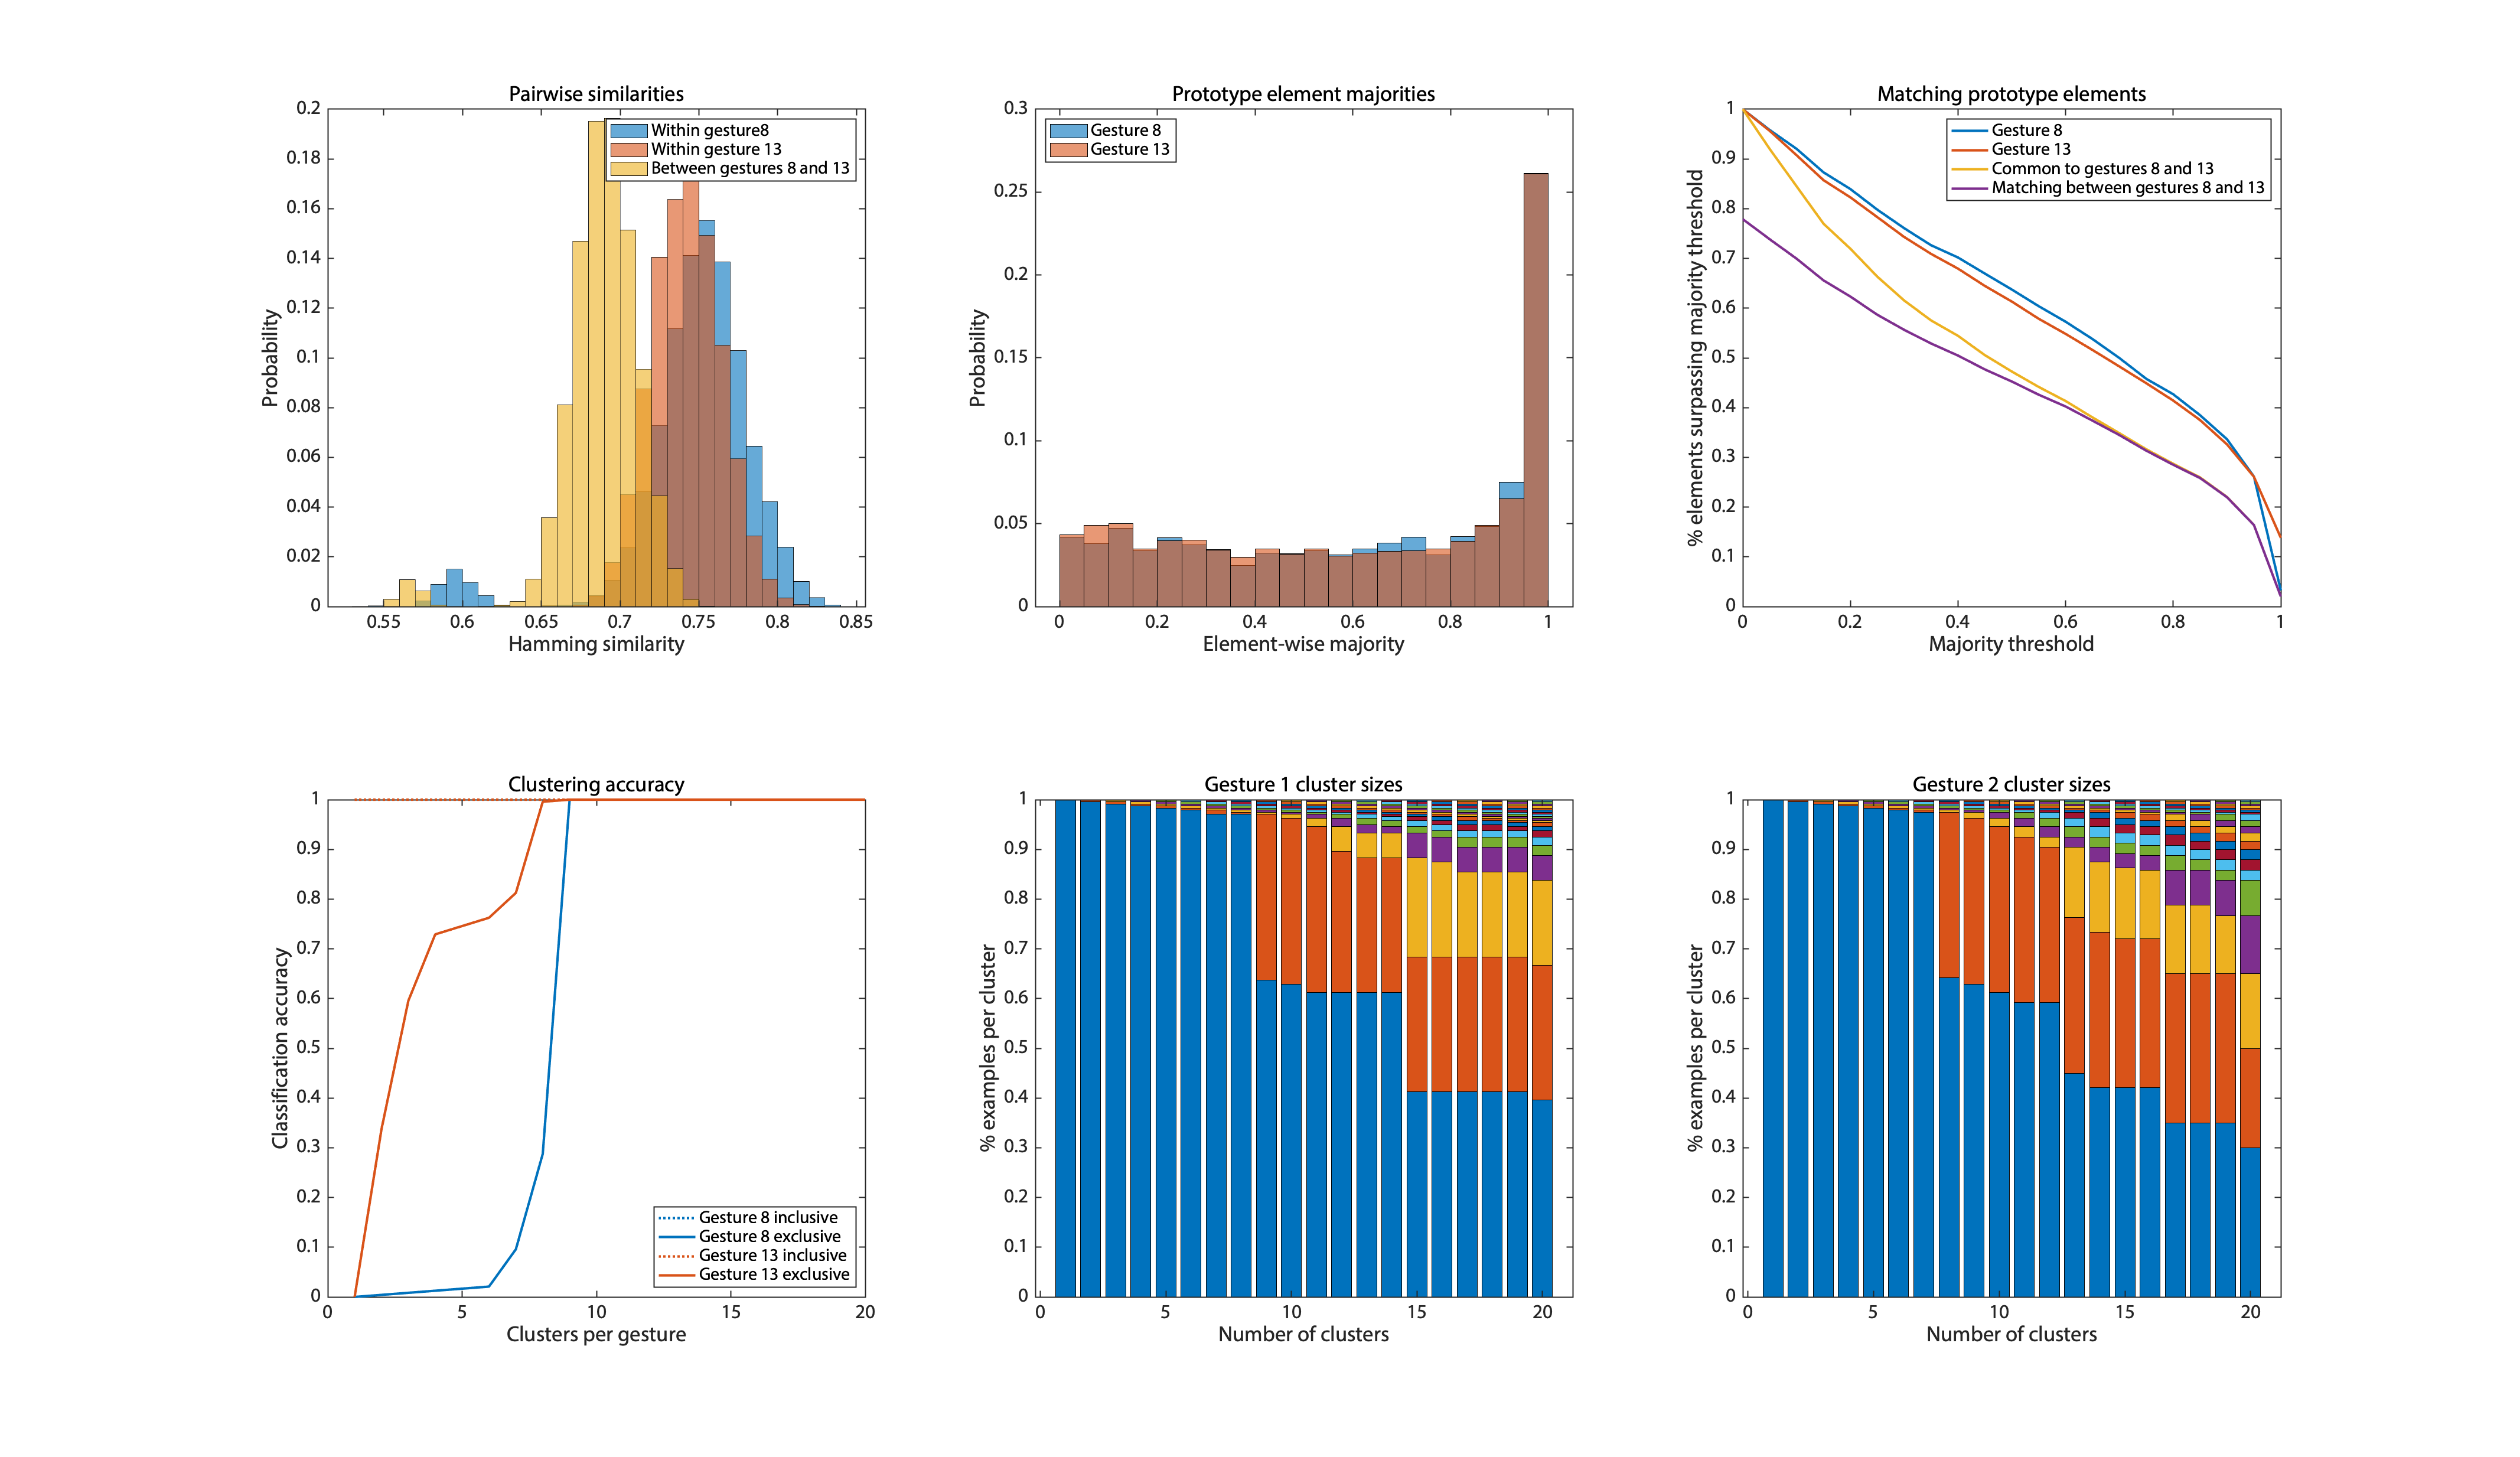 Pairwise similarities
0.2
0.18
0.16
0.14
0.12
0.1
0.08
0.06
0.04
0.02
0
Probability
Within gesture8
Within gesture 13
Between gestures 8 and 13
0.55 0.6 0.65 0.7 0.75 0.8 0.85
Hamming similarity
Prototype element majorities
0.3
0.25
0.2
0.15
0.1
0.05
0
Probability
Gesture 8
Gesture 13
0 0.2 0.4 0.6 0.8 1
Element-wise majority
Matching prototype elements
1
0.9
0.8
0.7
0.6
0.5
0.4
0.3
0.2
0.1
0
% elements surpassing majority threshold
Gesture 8
Gesture 13
Common to gestures 8 and 13
Matching between gestures 8 and 13
0 0.2 0.4 0.6 0.8 1
Majority threshold
Clustering accuracy
1
0.9
0.8
0.7
0.6
0.5
0.4
0.3
0.2
0.1
0
Classification accuracy
Gesture 8 inclusive
Gesture 8 exclusive
Gesture 13 inclusive
Gesture 13 exclusive
0 5 10 15 20
Clusters per gesture
Gesture 1 cluster sizes
1
0.9
0.8
0.7
0.6
0.5
0.4
0.3
0.2
0.1
0
% examples per cluster
0 5 10 15 20
Number of clusters
Gesture 2 cluster sizes
1
0.9
0.8
0.7
0.6
0.5
0.4
0.3
0.2
0.1
0
% examples per cluster
0 5 10 15 20
Number of clusters